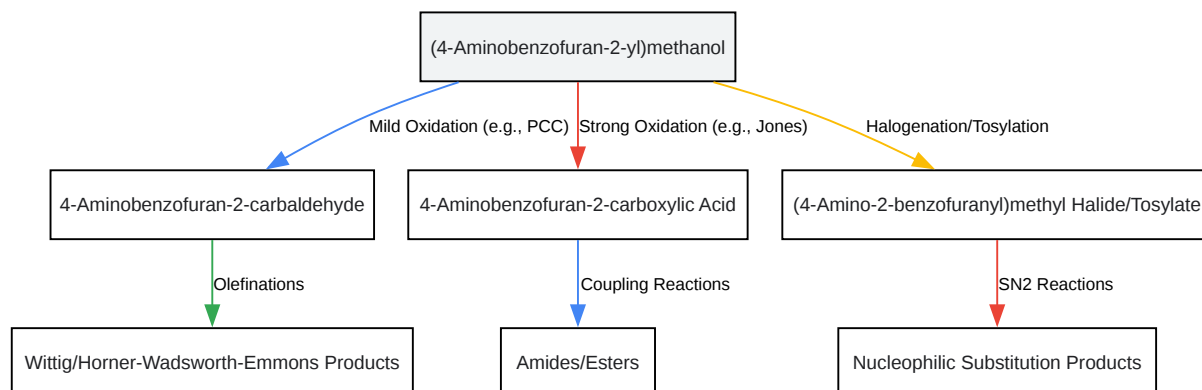 (4-Aminobenzofuran-2-yl)methanol
Mild Oxidation (e.g., PCC)
Strong Oxidation (e.g., Jones)
Halogenation/Tosylation
4-Aminobenzofuran-2-carbaldehyde
4-Aminobenzofuran-2-carboxylic Acid
(4-Amino-2-benzofuranyl)methyl Halide/Tosylate
Olefinations
Coupling Reactions
SN2 Reactions
Wittig/Horner-Wadsworth-Emmons Products
Amides/Esters
Nucleophilic Substitution Products